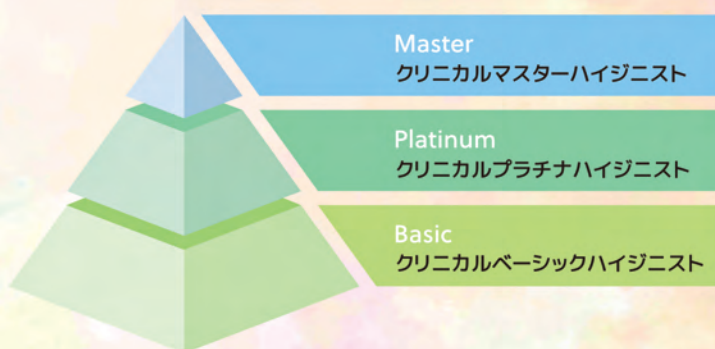 Master
クリニカルマスターハイジニスト
Platinum
クリニカルプラチナハイジニスト
Basic
クリニカルベーシックハイジニスト